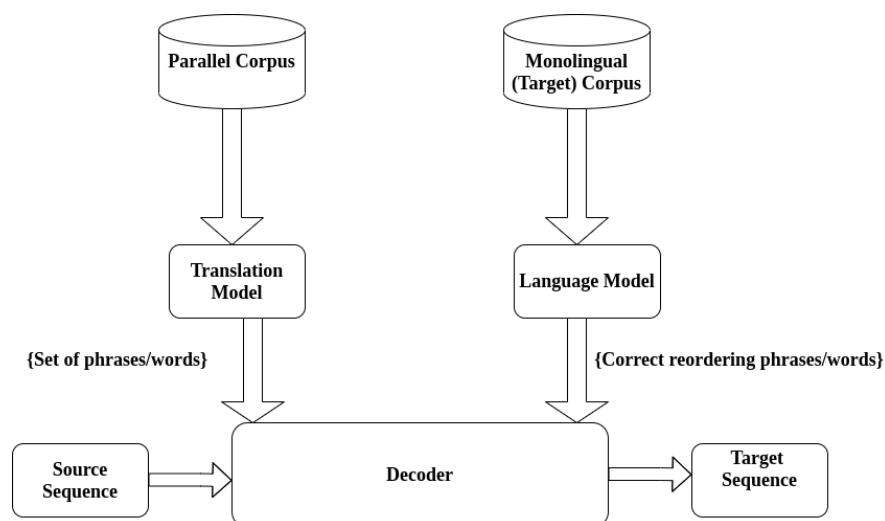 Parallel Corpus
Monolingual
(Target) Corpus
Translation
Model
Language Model
{Set of phrases/words}
{Correct reordering phrases/words}
Source
Sequence
Decoder
Target
Sequence